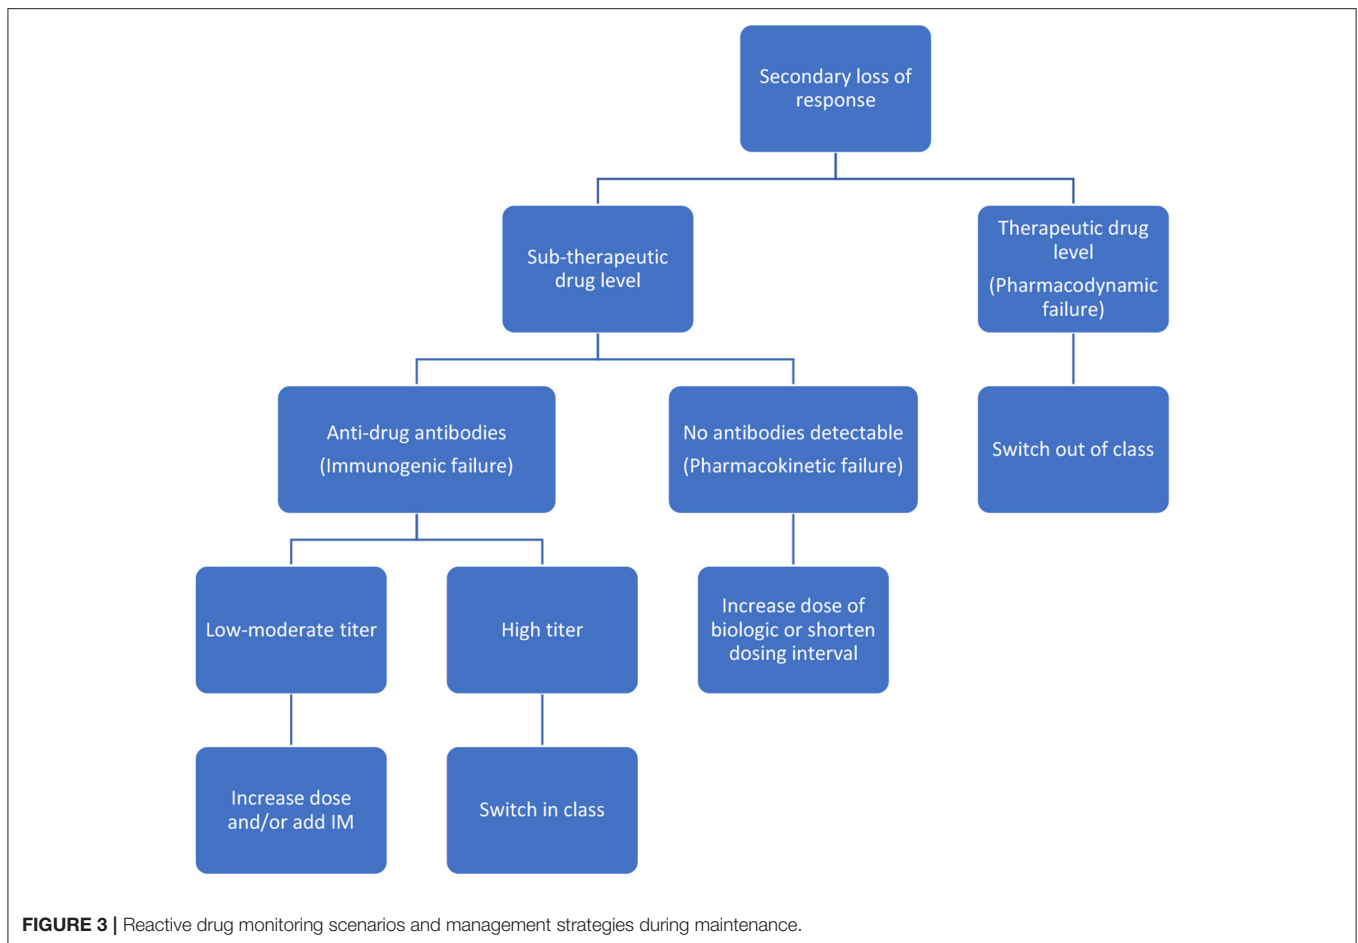 Secondary loss of
response
Sub-therapeutic
drug level
Therapeutic drug
level
(Pharmacodynamic
failure)
Anti-drug antibodies
(Immunogenic failure)
No antibodies detectable
(Pharmacokinetic failure)
Switch out of class
Low-moderate titer
High titer
Increase dose of
biologic or shorten
dosing interval
Increase dose
and/or add IM
Switch in class
FIGURE 3 | Reactive drug monitoring scenarios and management strategies during maintenance.